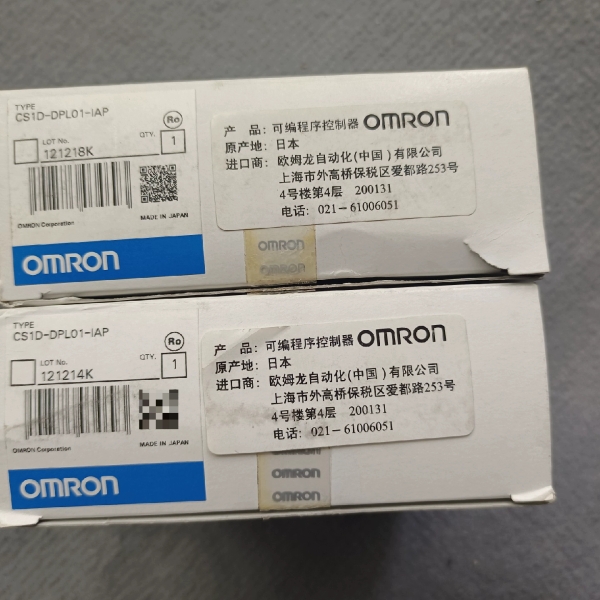 TYPE
CS1D-DPL01-IAP
Ro
LOT No.
121218K
QTY.
1
OMRON Corporation
MADE IN JAPAN
OMRON
产 品: 可编程序控制器 OMRON
原产地: 日本
进口商: 欧姆龙自动化(中国)有限公司
上海市外高桥保税区爱都路253号
4号楼第4层 200131
电话: 021-61006051
OMRON
OMRON
TYPE
CS1D-DPL01-IAP
Ro
LOT No.
121214K
QTY.
1
OMRON Corporation
MADE IN JAPAN
OMRON
产 品: 可编程序控制器 OMRON
原产地: 日本
进口商: 欧姆龙自动化(中国)有限公司
上海市外高桥保税区爱都路253号
4号楼第4层 200131
电话: 021-61006051
OMRON
OMRON
OMRON